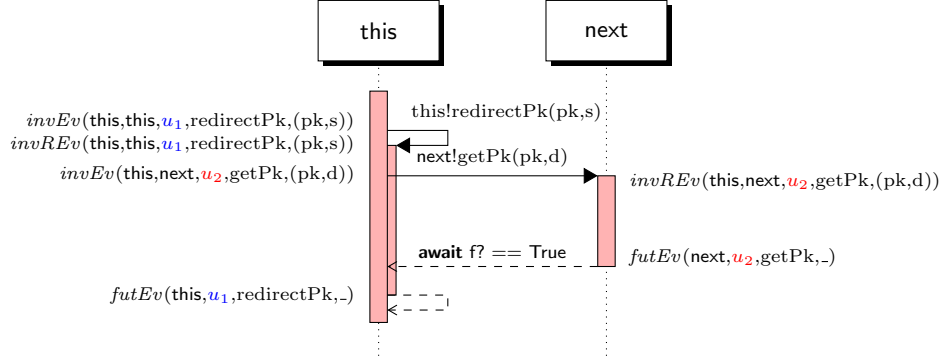 this
next
invEv(this,this,u₁,redirectPk,(pk,s))
this!redirectPk(pk,s)
invREv(this,this,u₁,redirectPk,(pk,s))
next!getPk(pk,d)
invEv(this,next,u₂,getPk,(pk,d))
invREv(this,next,u₂,getPk,(pk,d))
await f? == True
futEv(next,u₂,getPk,_)
futEv(this,u₁,redirectPk,_)